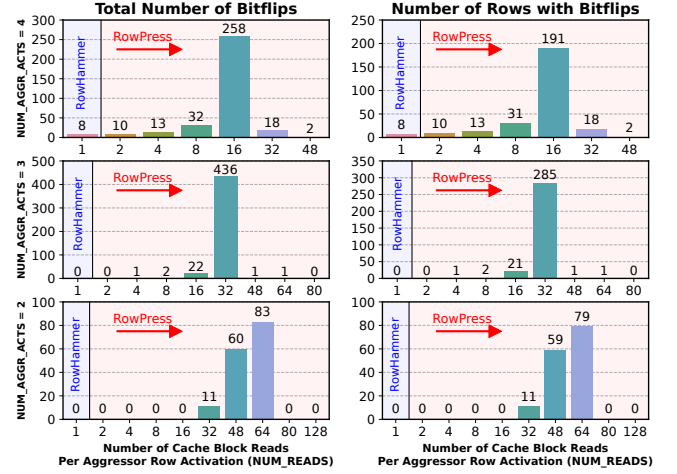 Total Number of Bitflips
NUM_AGGR_ACTS = 4
300
250
200
150
100
50
0
RowHammer
RowPress
8 10 13 32 258 18 2
1 2 4 8 16 32 48
Number of Rows with Bitflips
250
200
150
100
50
0
RowHammer
RowPress
8 10 13 31 191 18 2
1 2 4 8 16 32 48
NUM_AGGR_ACTS = 3
500
400
300
200
100
0
RowHammer
RowPress
0 0 1 2 22 436 1 1 0
1 2 4 8 16 32 48 64 80
350
300
250
200
150
100
50
0
RowHammer
RowPress
0 0 1 2 21 285 1 1 0
1 2 4 8 16 32 48 64 80
NUM_AGGR_ACTS = 2
100
80
60
40
20
0
RowHammer
RowPress
0 0 0 0 0 11 60 83 0 0
1 2 4 8 16 32 48 64 80 128
Number of Cache Block Reads
Per Aggressor Row Activation (NUM_READS)
100
80
60
40
20
0
RowHammer
RowPress
0 0 0 0 0 11 59 79 0 0
1 2 4 8 16 32 48 64 80 128
Number of Cache Block Reads
Per Aggressor Row Activation (NUM_READS)